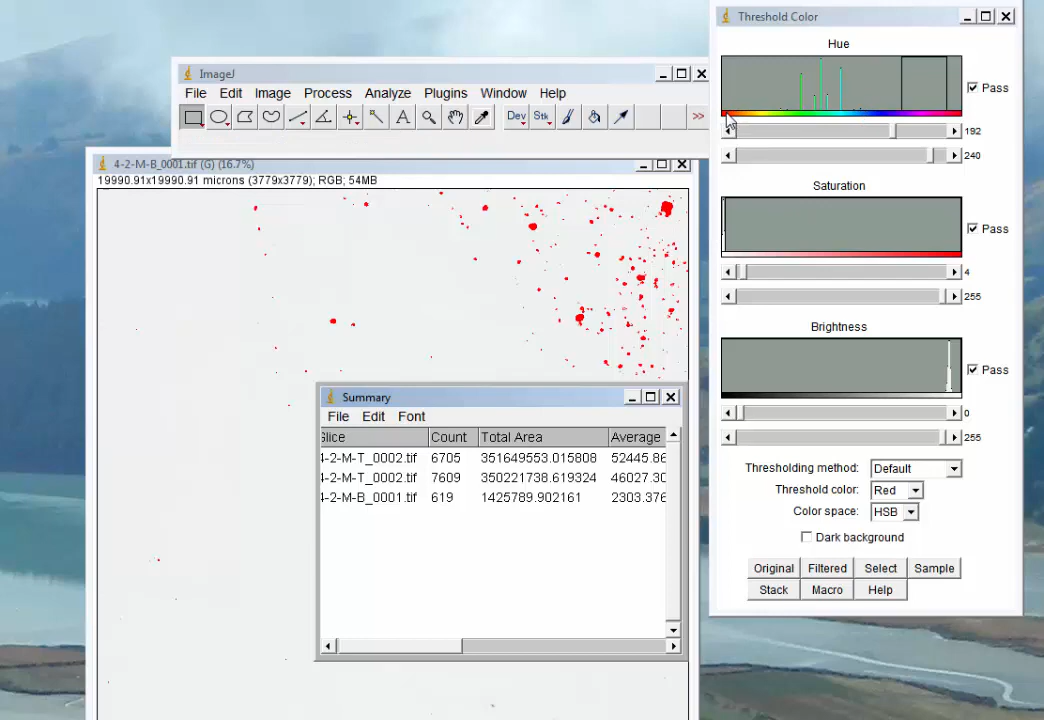 Threshold Color
Hue
Pass
192
240
Saturation
Pass
4
255
Brightness
Pass
0
255
Thresholding method: Default
Threshold color: Red
Color space: HSB
Dark background
Original Filtered Select Sample
Stack Macro Help
ImageJ
File Edit Image Process Analyze Plugins Window Help
A Dev Stk >>
4-2-M-B_0001.tif (G) (16.7%)
19990.91x19990.91 microns (3779x3779); RGB; 54MB
Summary
File Edit Font
Slice Count Total Area Average
4-2-M-T_0002.tif 6705 351649553.015808 52445.86
4-2-M-T_0002.tif 7609 350221738.619324 46027.30
4-2-M-B_0001.tif 619 1425789.902161 2303.376